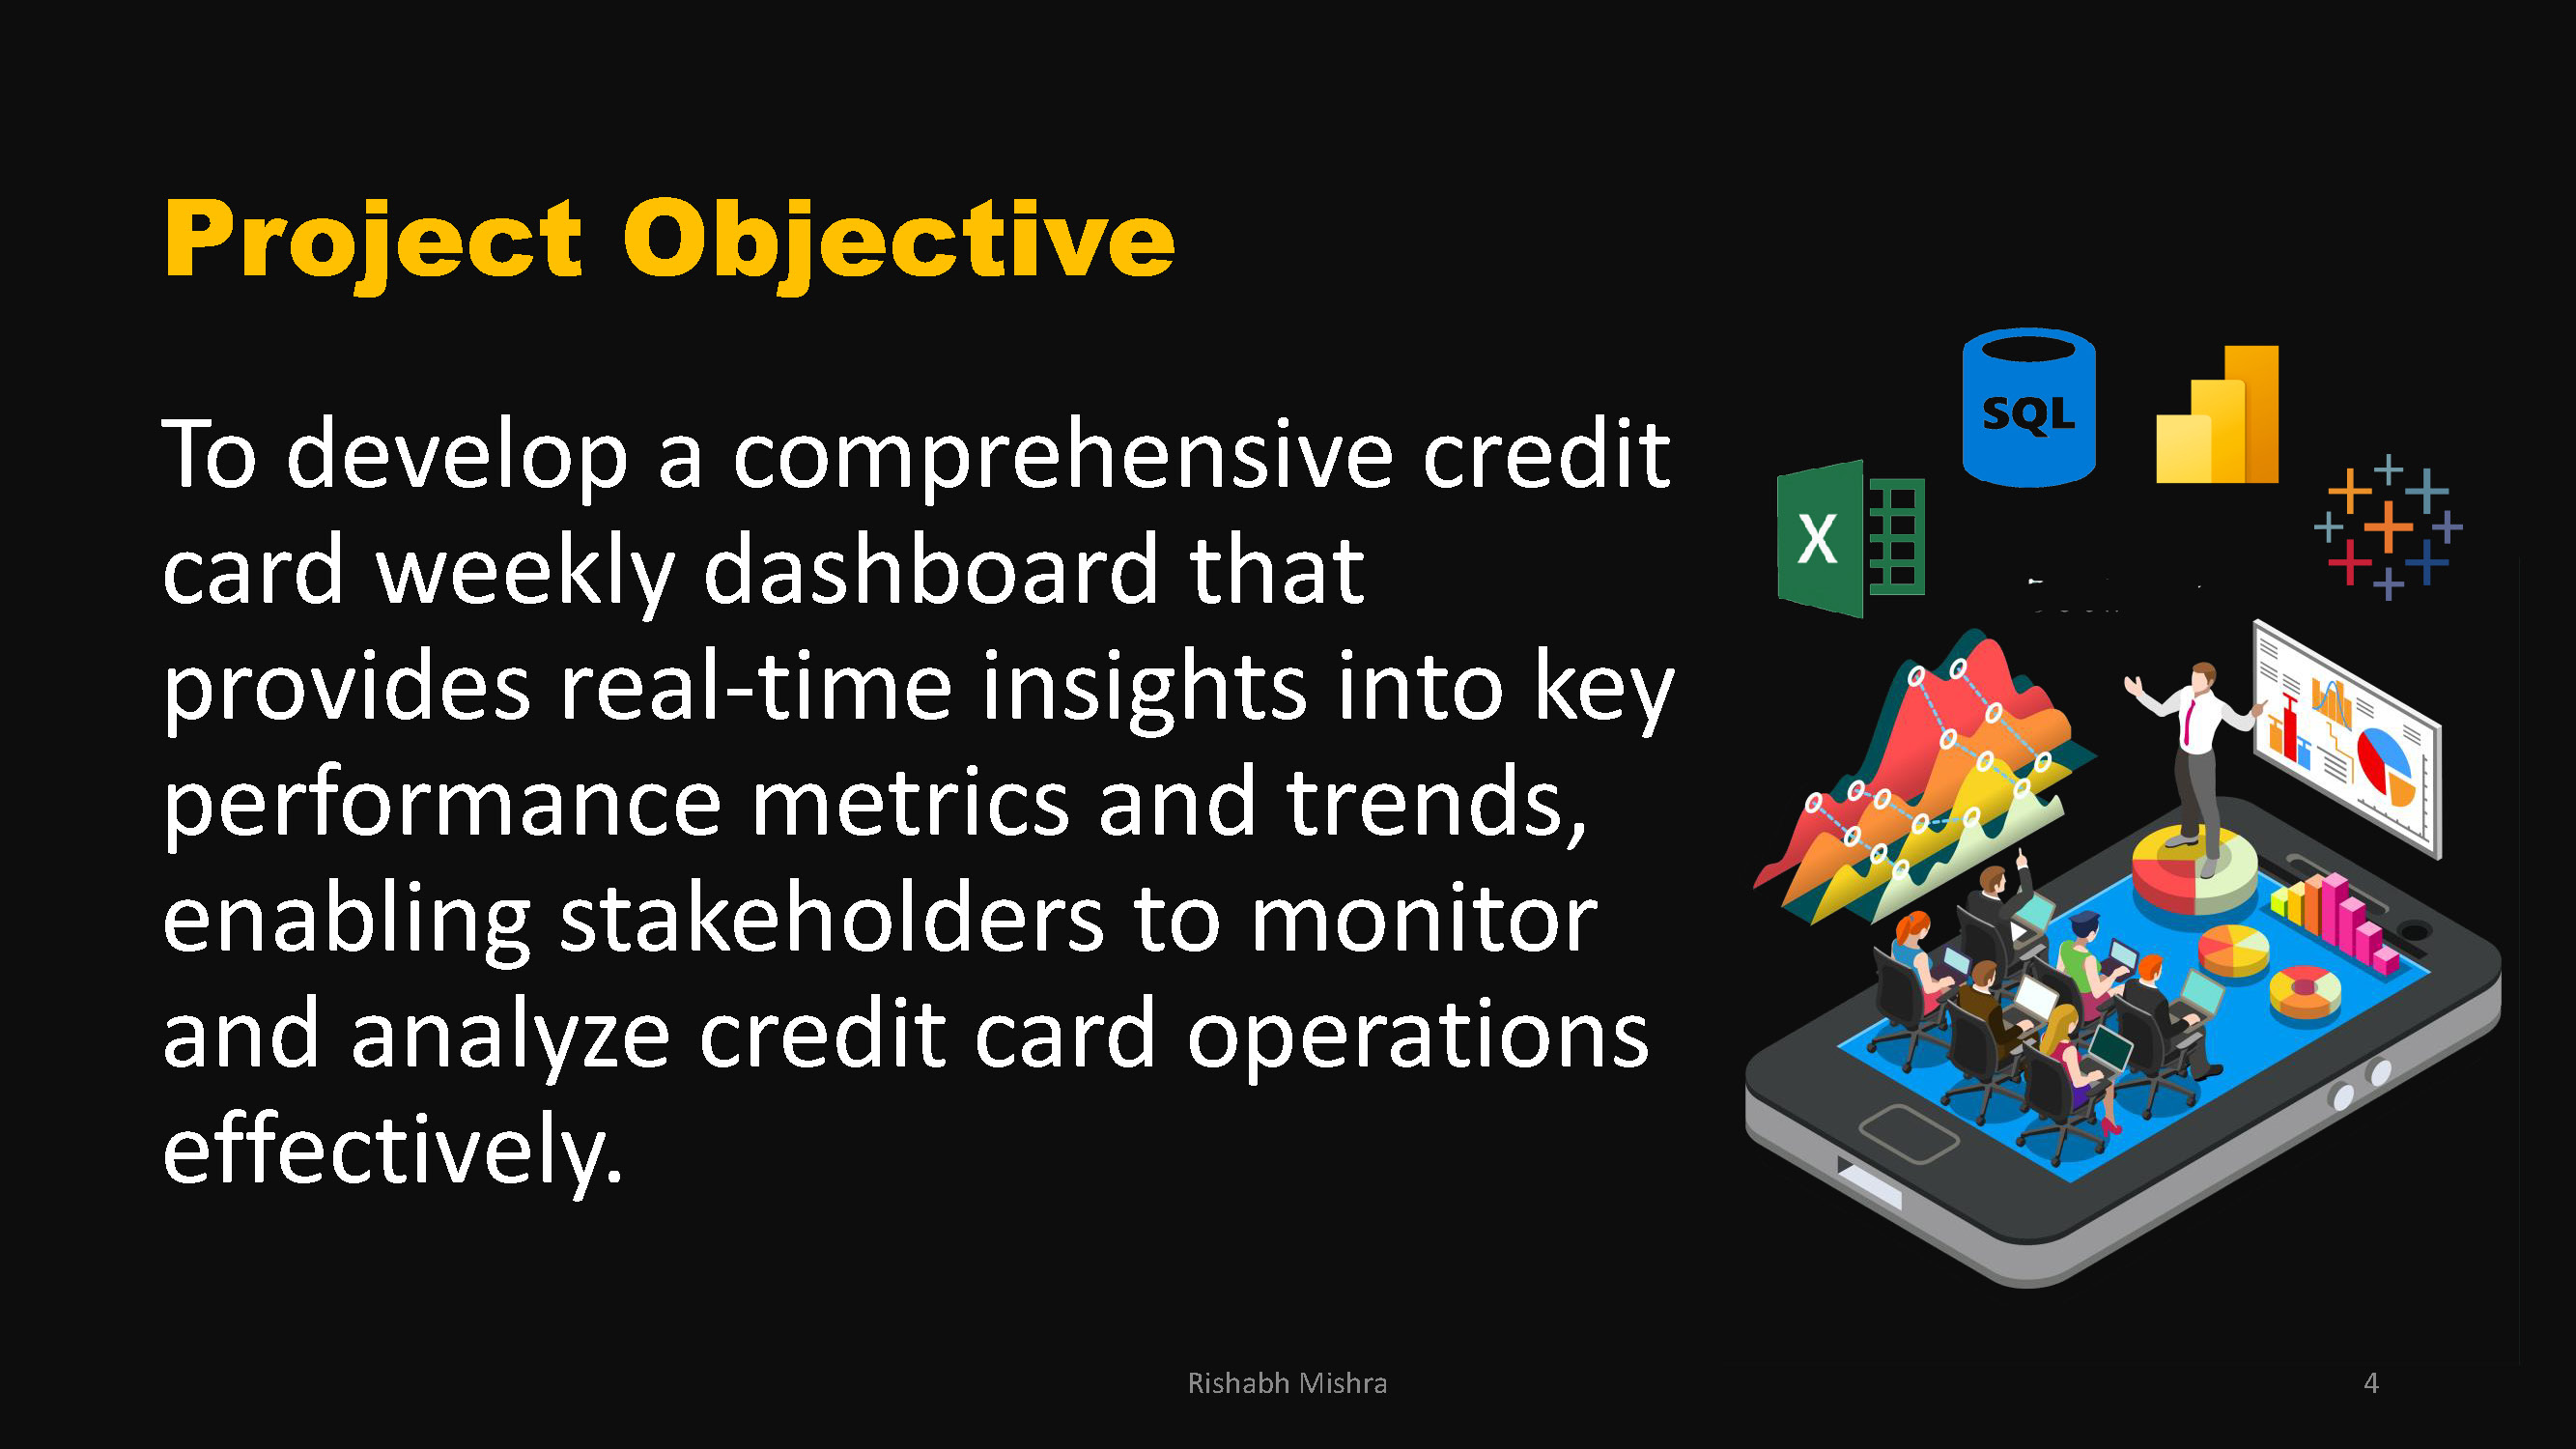 Project Objective
To develop a comprehensive credit
card weekly dashboard that
provides real-time insights into key
performance metrics and trends,
enabling stakeholders to monitor
and analyze credit card operations
effectively.
SQL
X
Rishabh Mishra
4